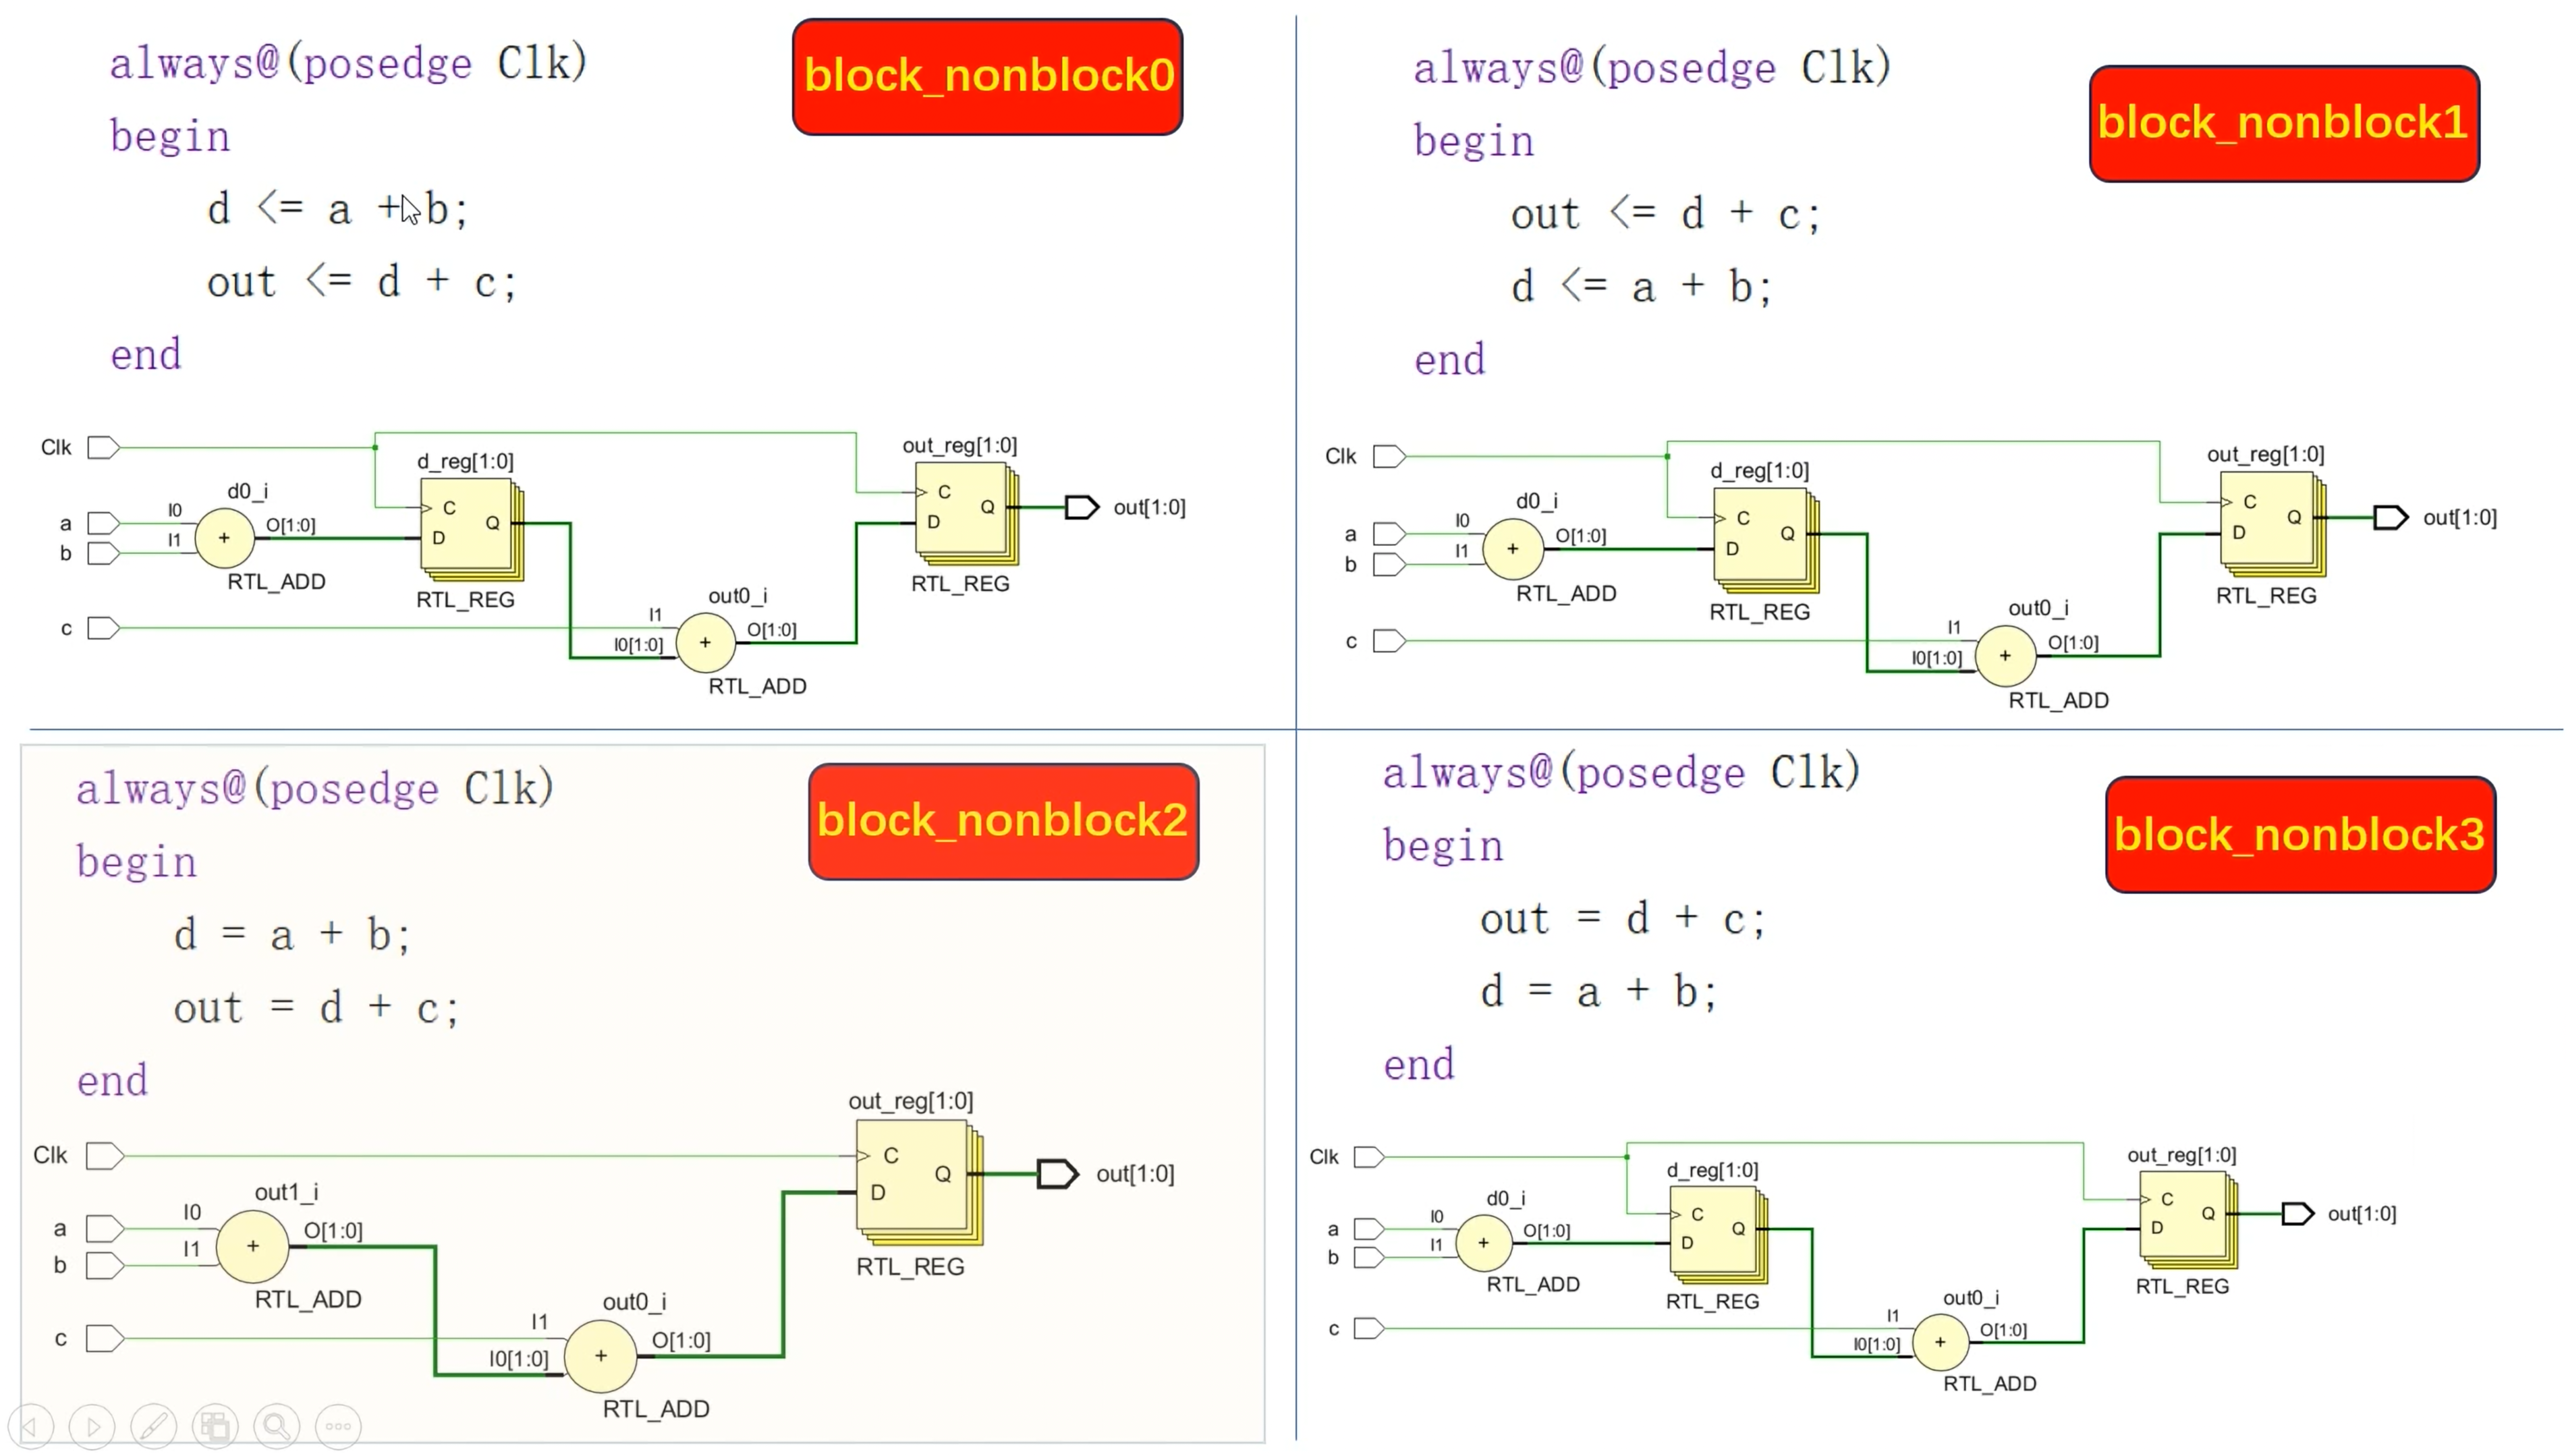 always@(posedge Clk)
block_nonblock0
begin
d <= a + b;
out <= d + c;
end
Clk
d_reg[1:0]
out_reg[1:0]
d0_i
a
I0
O[1:0]
C
Q
C
Q
out[1:0]
b
I1
+
D
D
RTL_ADD
RTL_REG
RTL_REG
out0_i
c
I1
I0[1:0]
+
O[1:0]
RTL_ADD
always@(posedge Clk)
block_nonblock1
begin
out <= d + c;
d <= a + b;
end
Clk
d_reg[1:0]
out_reg[1:0]
d0_i
a
I0
O[1:0]
C
Q
C
Q
out[1:0]
b
I1
+
D
D
RTL_ADD
RTL_REG
RTL_REG
out0_i
c
I1
I0[1:0]
+
O[1:0]
RTL_ADD
always@(posedge Clk)
block_nonblock2
begin
d = a + b;
out = d + c;
end
out_reg[1:0]
Clk
C
Q
out[1:0]
D
out1_i
a
I0
O[1:0]
b
I1
+
RTL_ADD
RTL_REG
out0_i
c
I1
I0[1:0]
+
O[1:0]
RTL_ADD
always@(posedge Clk)
block_nonblock3
begin
out = d + c;
d = a + b;
end
Clk
d_reg[1:0]
out_reg[1:0]
d0_i
a
I0
O[1:0]
C
Q
C
Q
out[1:0]
b
I1
+
D
D
RTL_ADD
RTL_REG
RTL_REG
out0_i
c
I1
I0[1:0]
+
O[1:0]
RTL_ADD